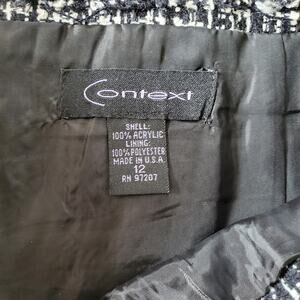 Context
SHELL:
100% ACRYLIC
LINING:
100% POLYESTER
MADE IN U.S.A.
12
RN 97207